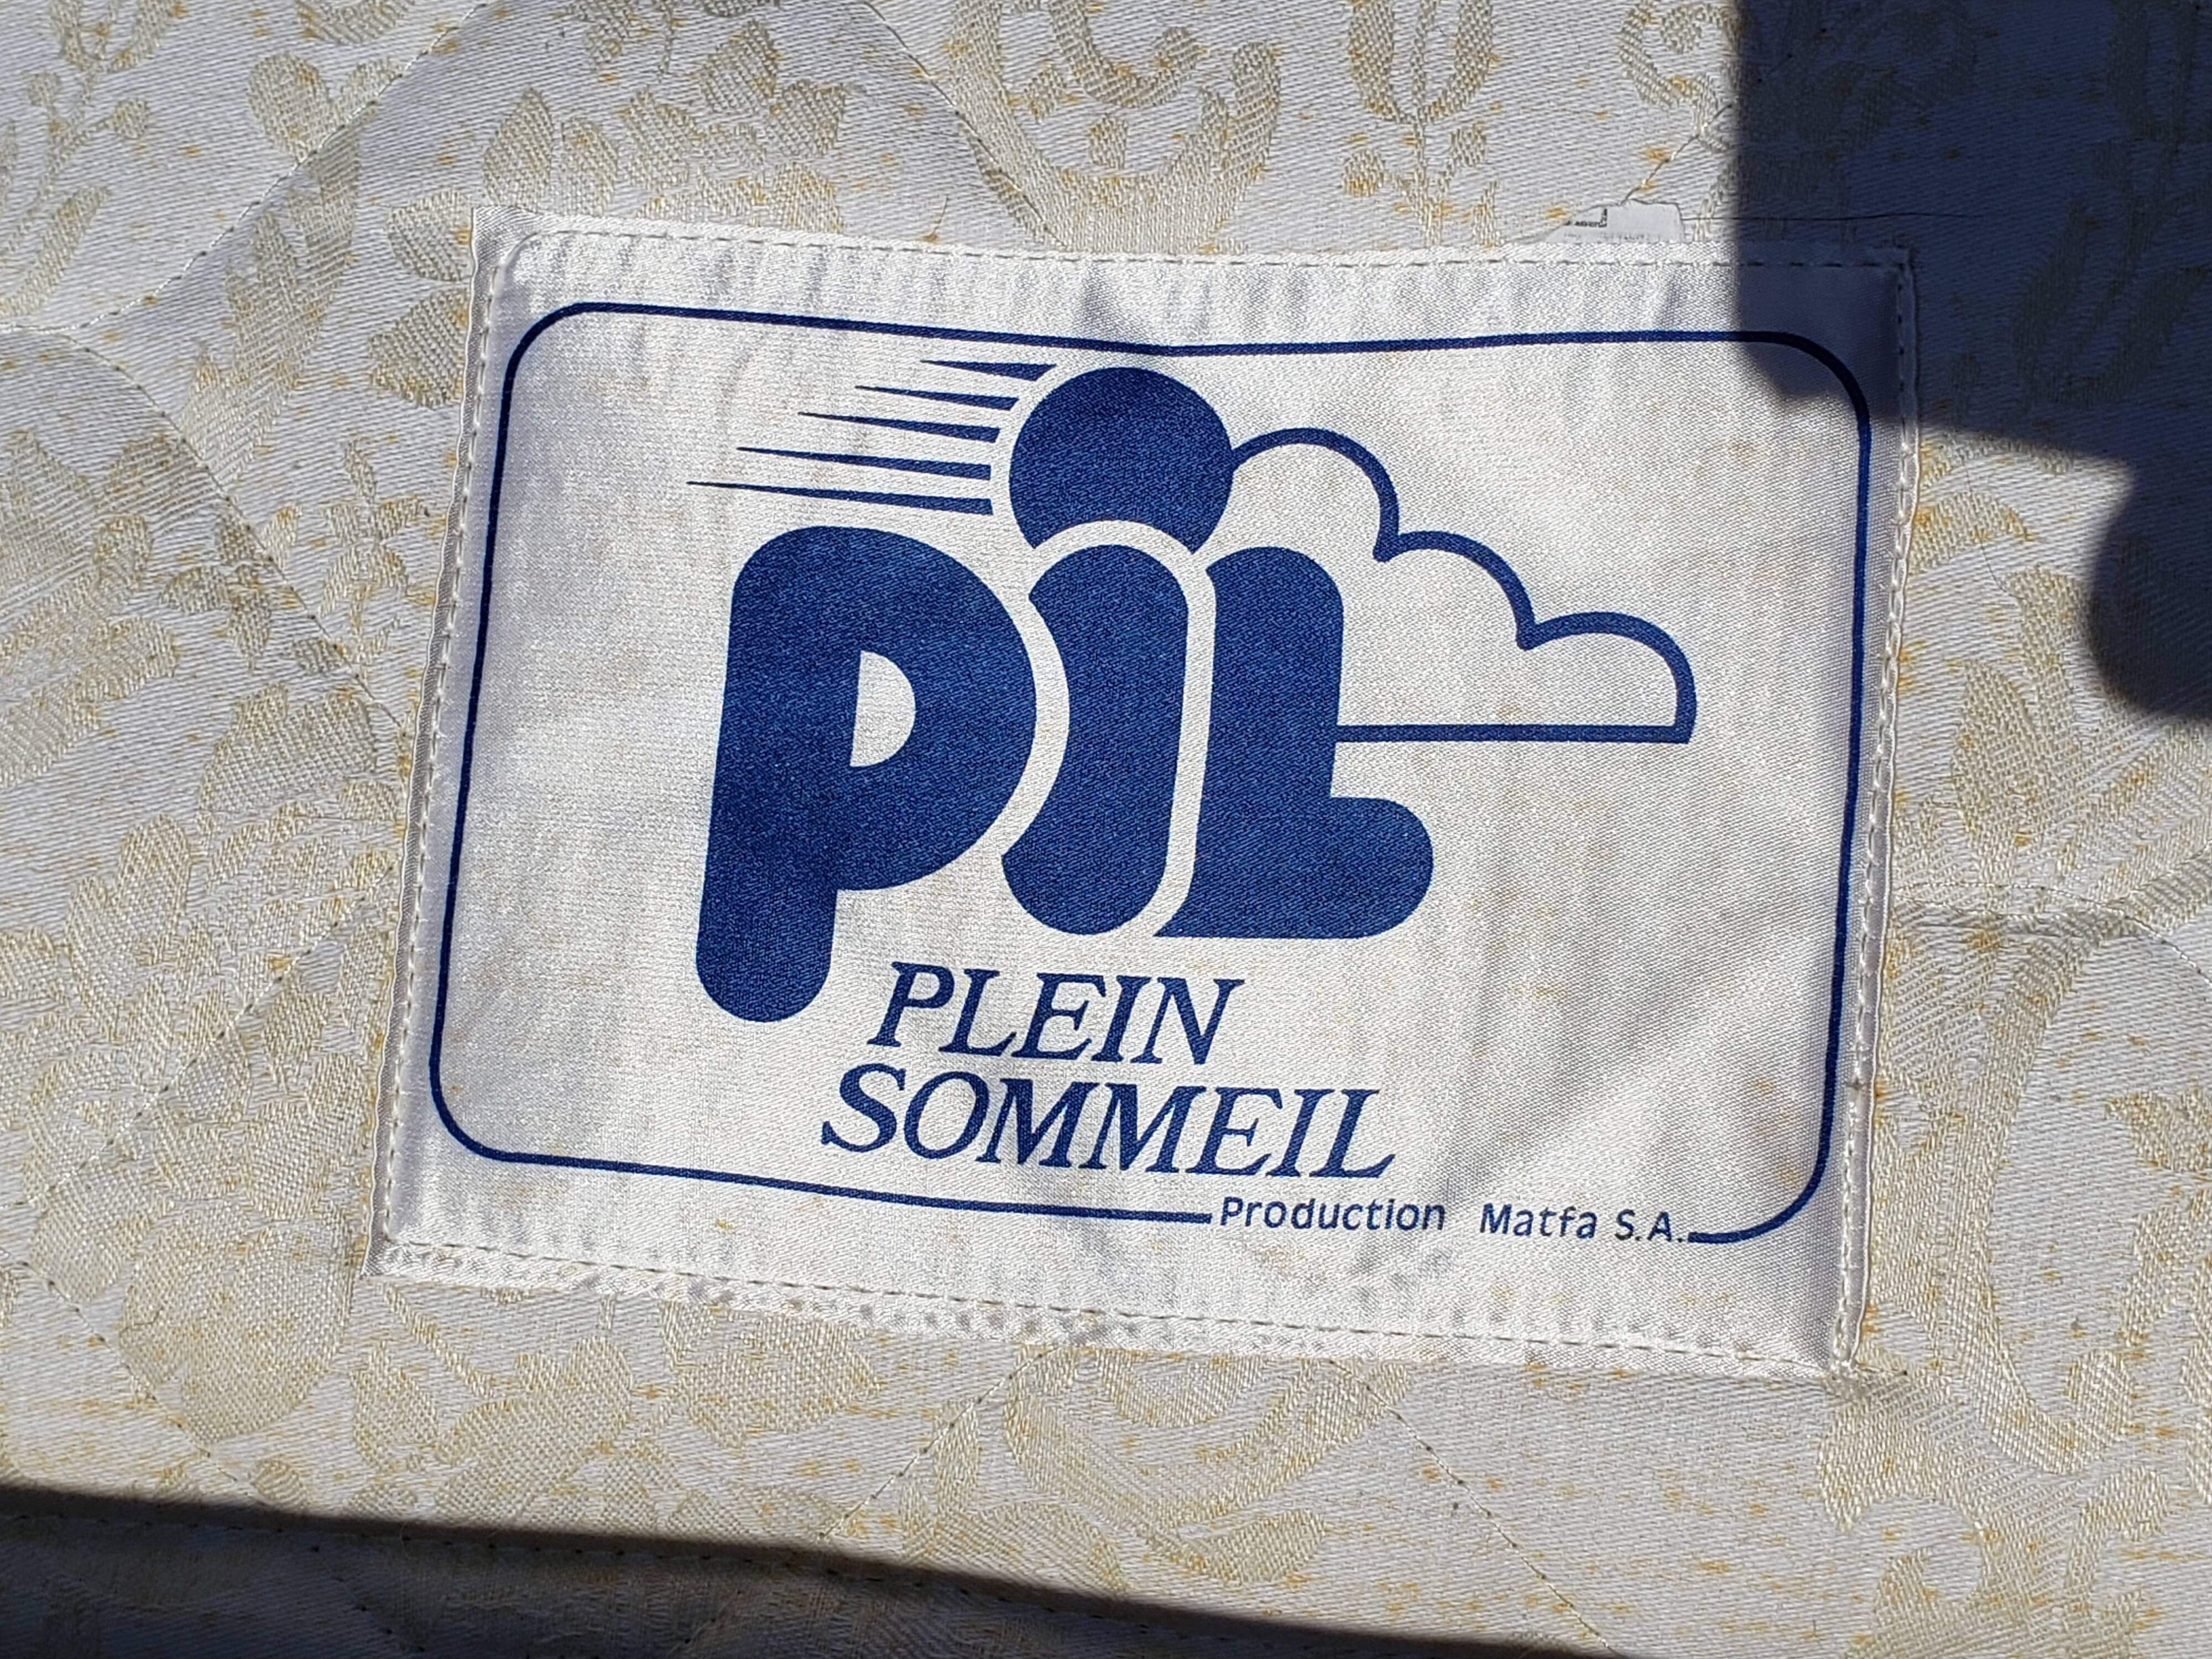 PiL
PLEIN
SOMMEIL
Production Matfa S.A.